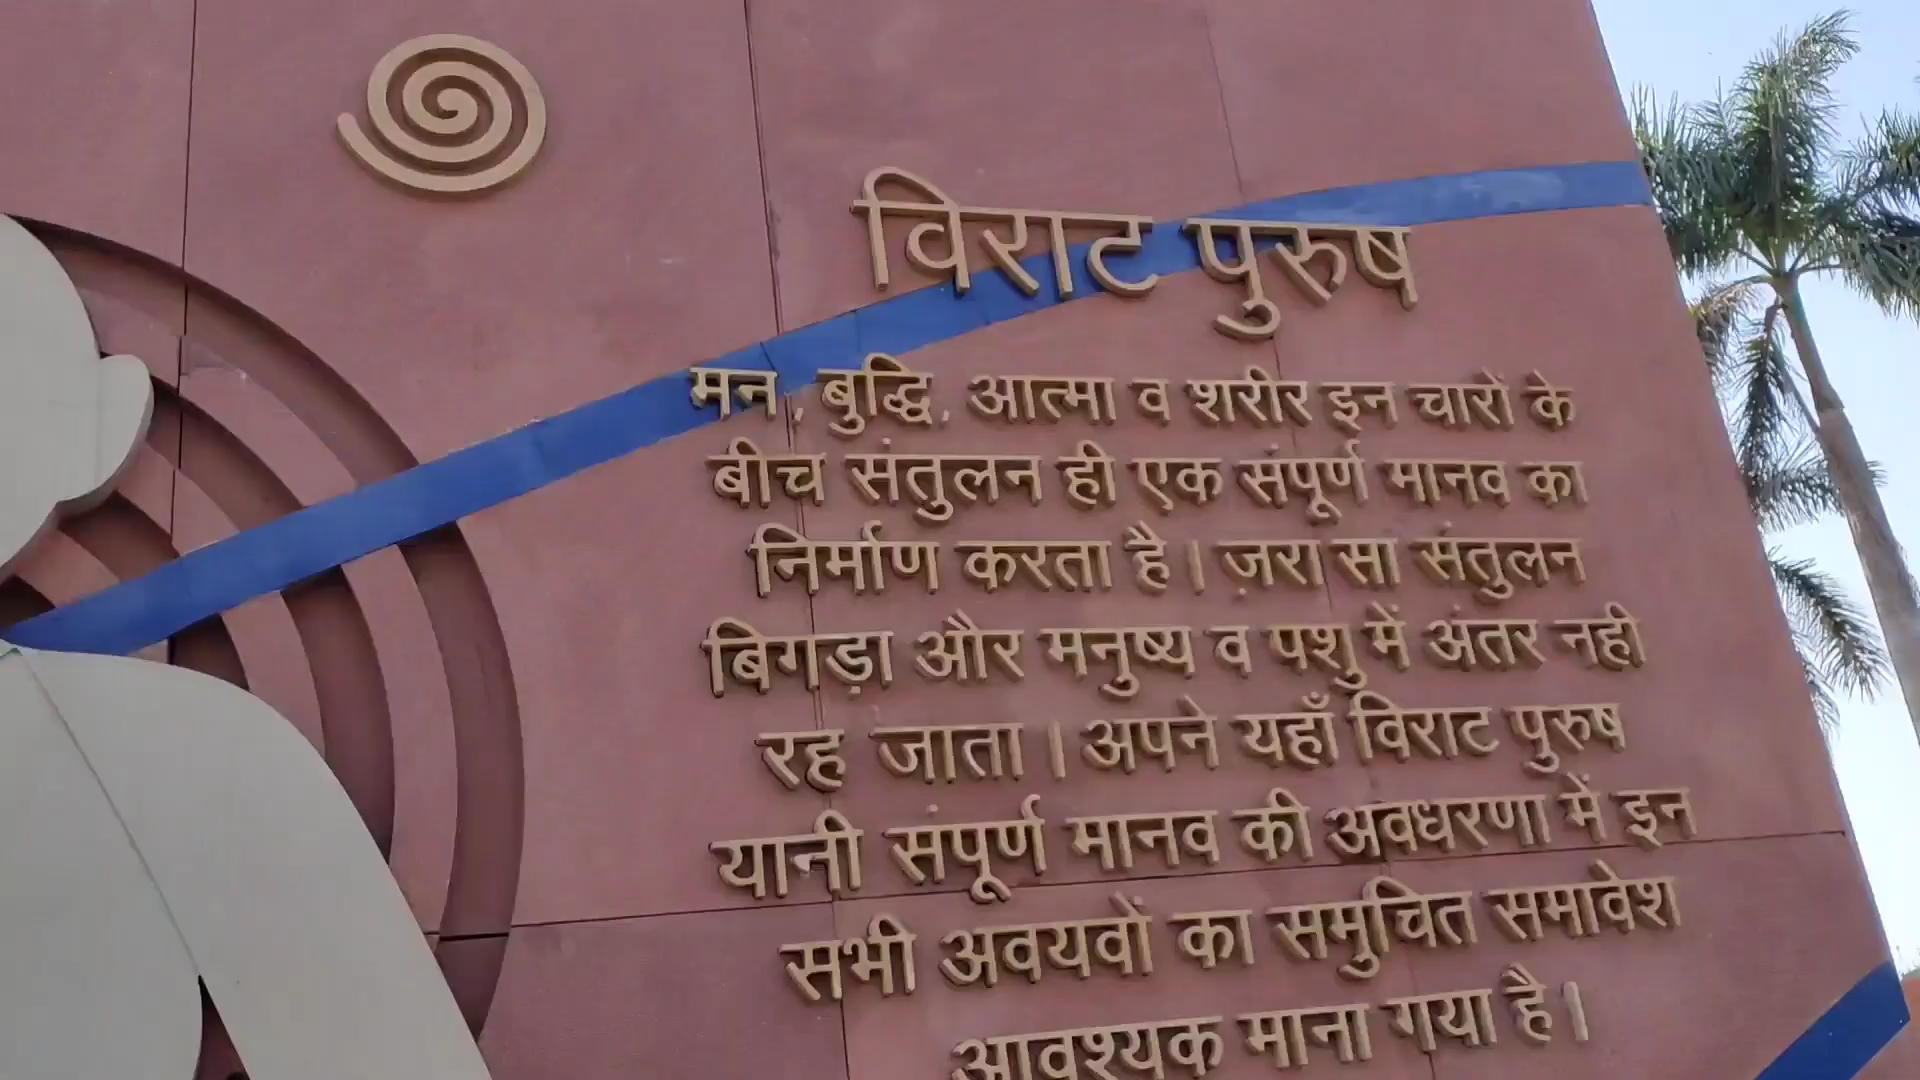 विराट पुरुष
मन, बुद्धि, आत्मा व शरीर इन चारों के
बीच संतुलन ही एक संपूर्ण मानव का
निर्माण करता है। ज़रा सा संतुलन
बिगड़ा और मनुष्य व पशु में अंतर नही
रह जाता। अपने यहाँ विराट पुरुष
यानी संपूर्ण मानव की अवधरणा में इन
सभी अवयवों का समुचित समावेश
आवश्यक माना गया है।